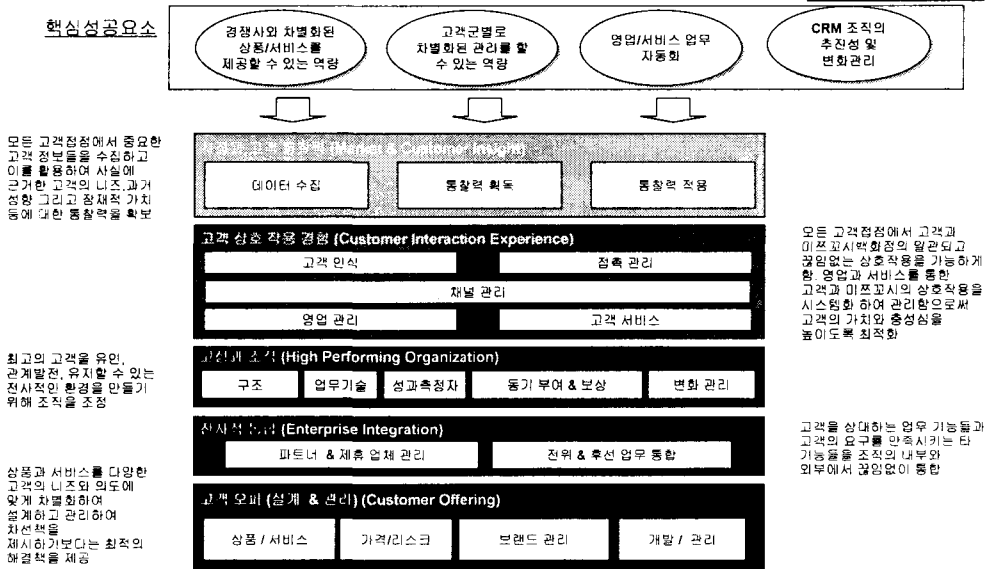 핵심성공요소
경쟁사와 차별화된
상품/서비스를
제공할 수 있는 역량
고객군별로
차별화된 관리를 할
수 있는 역량
영업/서비스 업무
자동화
CRM 조직의
추진성 및
변화관리
모든 고객접점에서 중요한
고객 정보들을 수집하고
이를 활용하여 사실에
근거한 고객의 니즈,과거
성향 그리고 잠재적 가치
등에 대한 통찰력을 확보
(Market & Customer Insight)
데이터 수집
통찰력 획득
통찰력 적용
고객 상호 작용 경험 (Customer Interaction Experience)
고객 인식
접촉 관리
채널 관리
영업 관리
고객 서비스
모든 고객접점에서 고객과
미쯔꼬시백화점의 일관되고
끊임없는 상호작용을 가능하게
함. 영업과 서비스를 통한
고객과 미쯔꼬시의 상호작용을
시스템화 하여 관리함으로써
고객의 가치와 충성심을
높이도록 최적화
최고의 고객을 유인,
관계발전, 유지할 수 있는
전사적인 환경을 만들기
위해 조직을 조정
고성과 조직 (High Performing Organization)
구조
업무기술
성과측정자
동기 부여 & 보상
변화 관리
전사적 통합 (Enterprise Integration)
파트너 & 제휴 업체 관리
전위 & 후선 업무 통합
고객을 상대하는 업무 기능들과
고객의 요구를 만족시키는 타
기능들을 조직의 내부와
외부에서 끊임없이 통합
상품과 서비스를 다양한
고객의 니즈와 의도에
맞게 차별화하여
설계하고 관리하여
차선책을
제시하기보다는 최적의
해결책을 제공
고객 오퍼 (설계 & 관리) (Customer Offering)
상품 / 서비스
가격/리스크
보랜드 관리
개발 / 관리